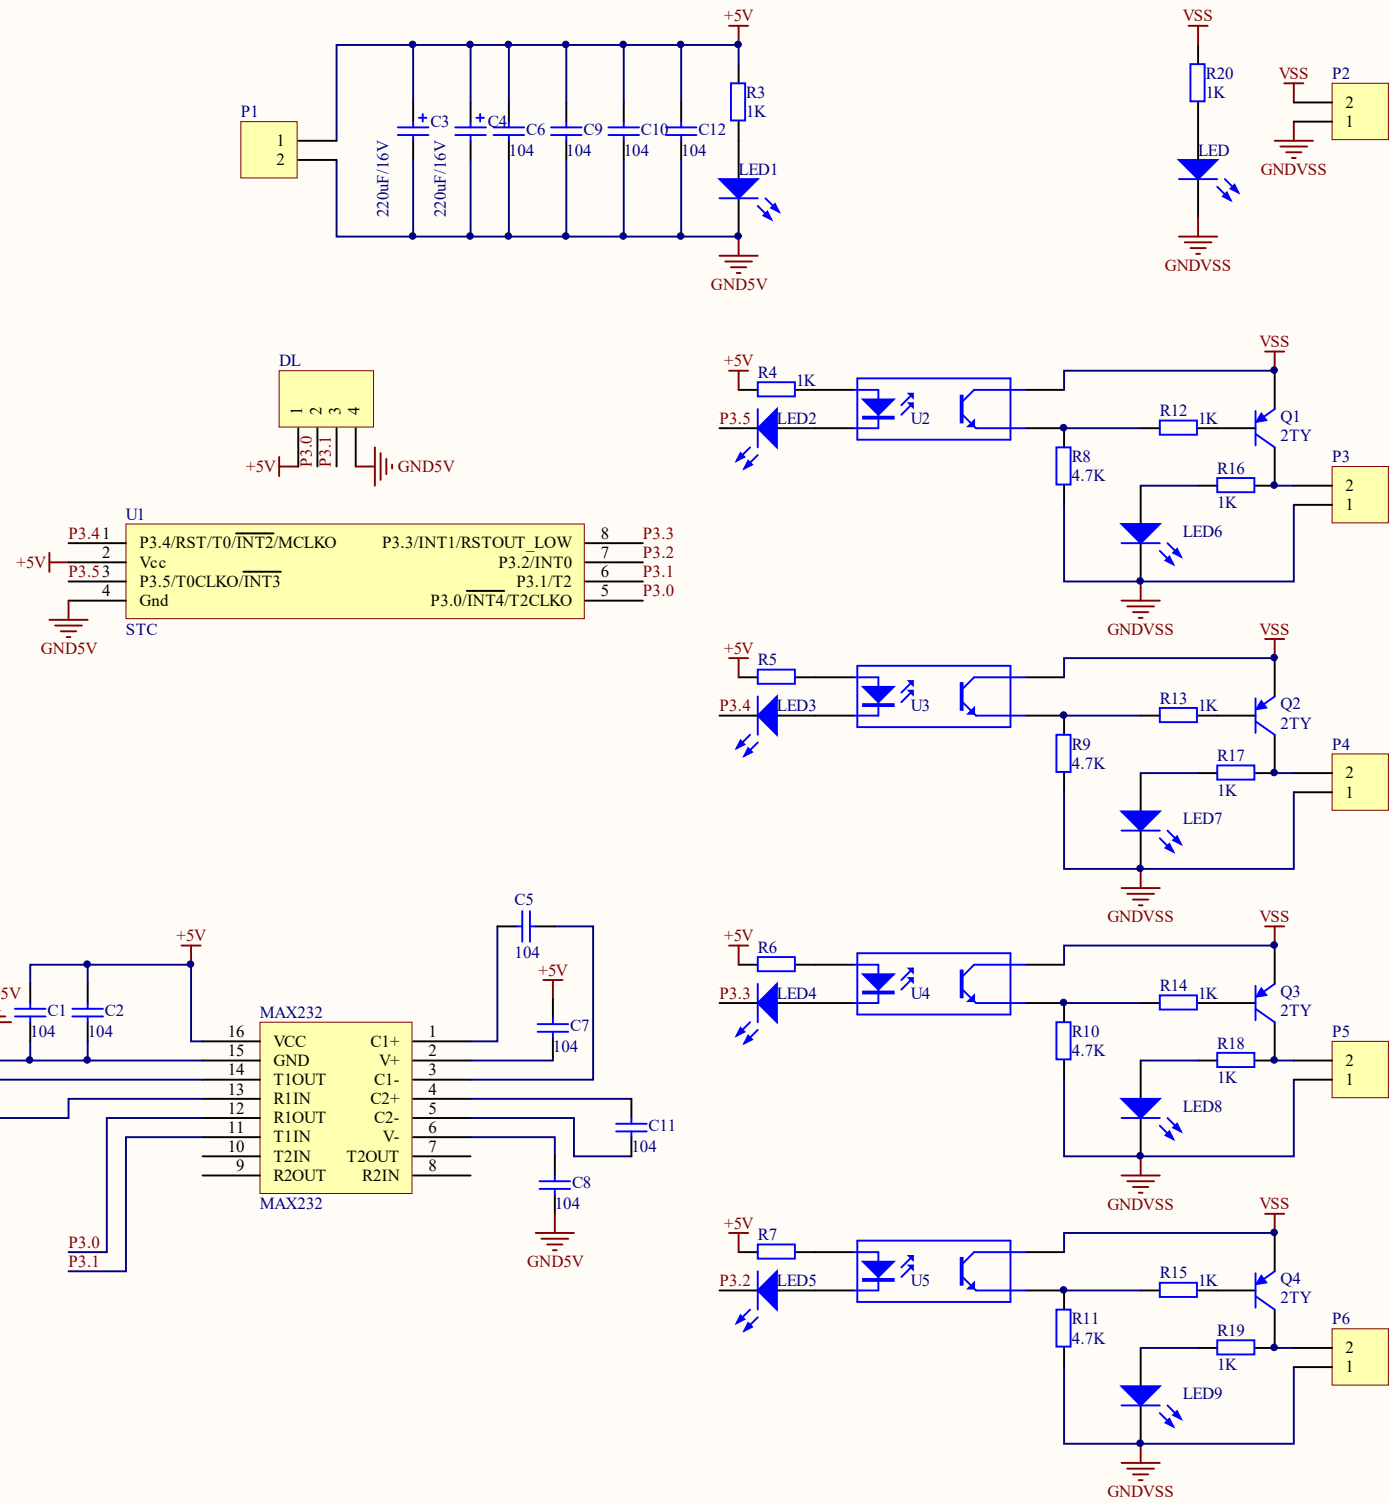 +5V
P1
1
2
C3
220uF/16V
C4
220uF/16V
C6
104
C9
104
C10
104
C12
104
R3
1K
LED1
GND5V
VSS
R20
1K
LED
GNDVSS
VSS
P2
2
1
GNDVSS
DL
1
2
3
4
+5V
P3.0
P3.1
GND5V
U1
P3.4 1 P3.4/RST/T0/INT2/MCLKO
+5V 2 Vcc
P3.5 3 P3.5/T0CLKO/INT3
4 Gnd
GND5V
P3.3/INT1/RSTOUT_LOW 8 P3.3
P3.2/INT0 7 P3.2
P3.1/T2 6 P3.1
P3.0/INT4/T2CLKO 5 P3.0
STC
+5V
R4
1K
P3.5
LED2
U2
VSS
R12
1K
Q1
2TY
R8
4.7K
R16
1K
LED6
P3
2
1
GNDVSS
+5V
R5
P3.4
LED3
U3
VSS
R13
1K
Q2
2TY
R9
4.7K
R17
1K
LED7
P4
2
1
GNDVSS
+5V
R6
P3.3
LED4
U4
VSS
R14
1K
Q3
2TY
R10
4.7K
R18
1K
LED8
P5
2
1
GNDVSS
+5V
R7
P3.2
LED5
U5
VSS
R15
1K
Q4
2TY
R11
4.7K
R19
1K
LED9
P6
2
1
GNDVSS
+5V
5V
C1
104
C2
104
MAX232
16 VCC
15 GND
14 T1OUT
13 R1IN
12 R1OUT
11 T1IN
10 T2IN
9 R2OUT
C1+ 1
V+ 2
C1- 3
C2+ 4
C2- 5
V- 6
T2OUT 7
R2IN 8
MAX232
P3.0
P3.1
C5
104
+5V
C7
104
C11
104
C8
104
GND5V